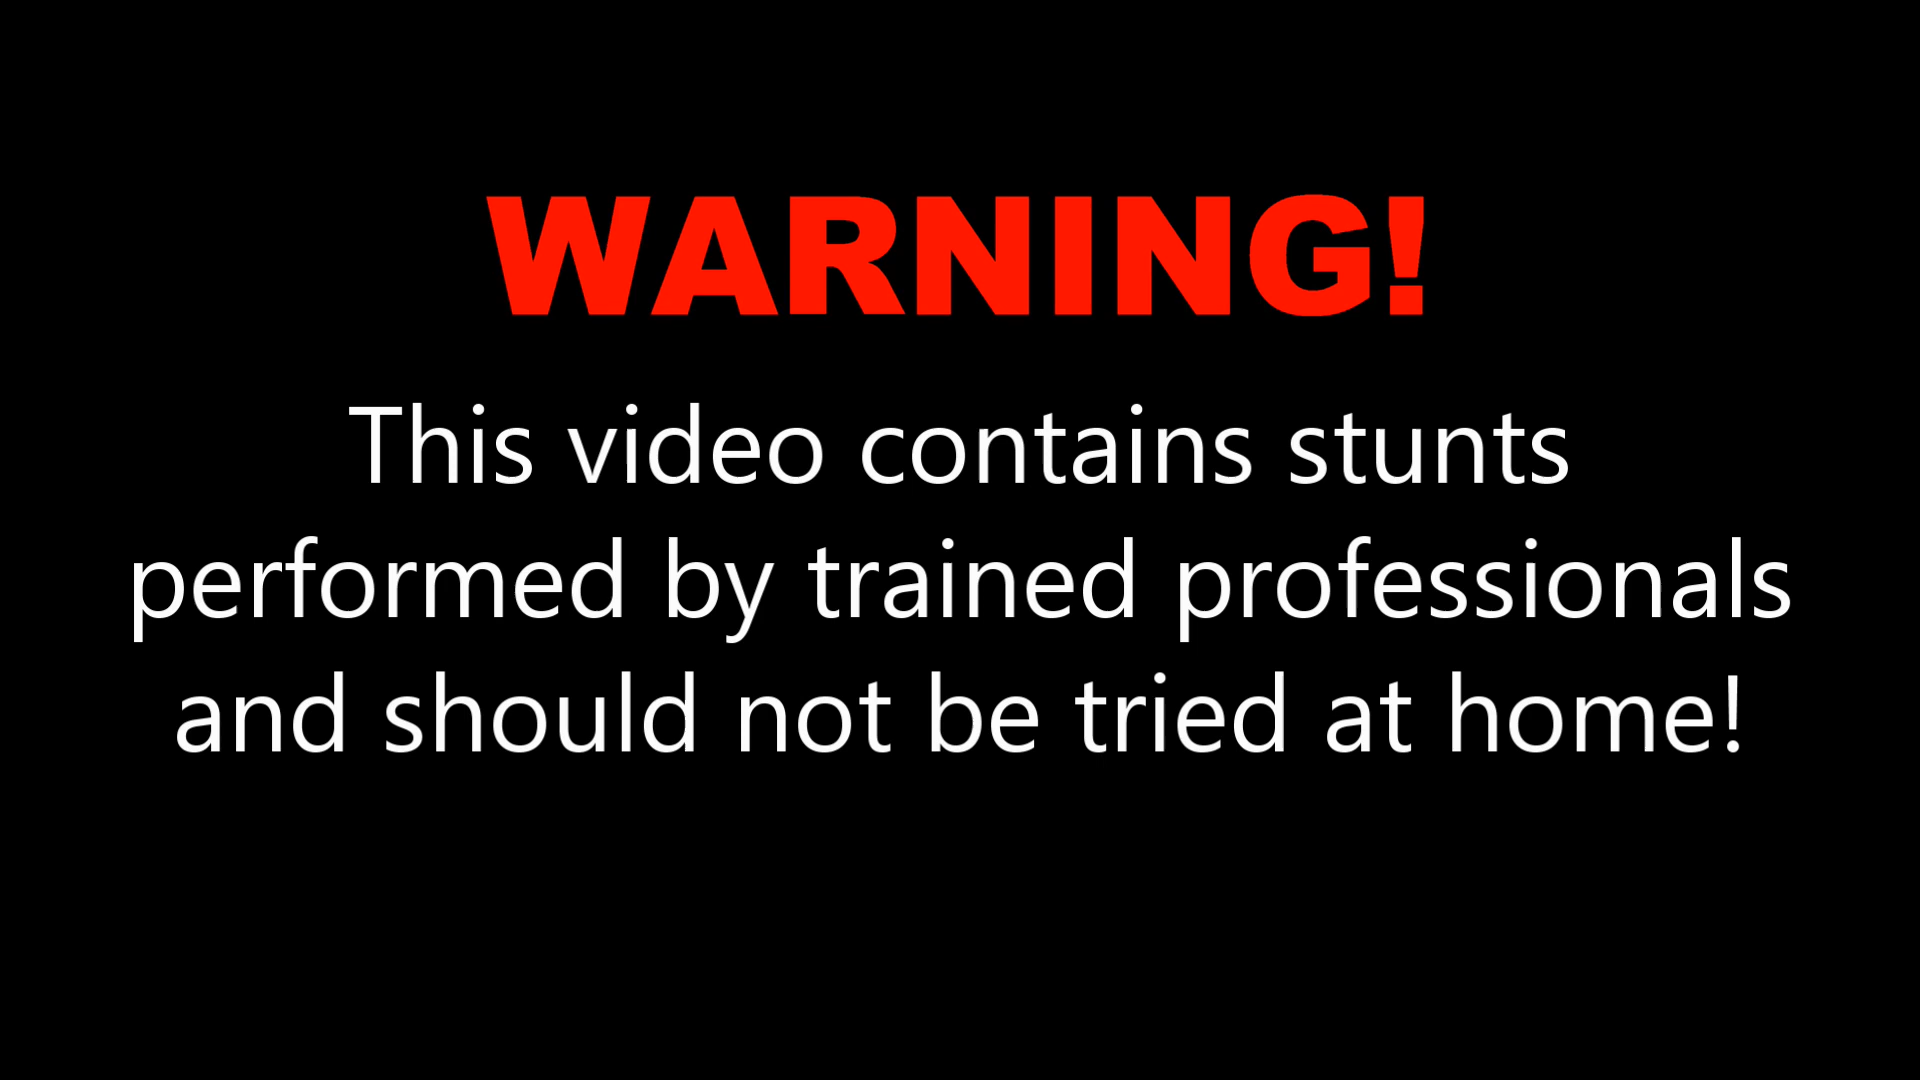 WARNING!
This video contains stunts
performed by trained professionals
and should not be tried at home!